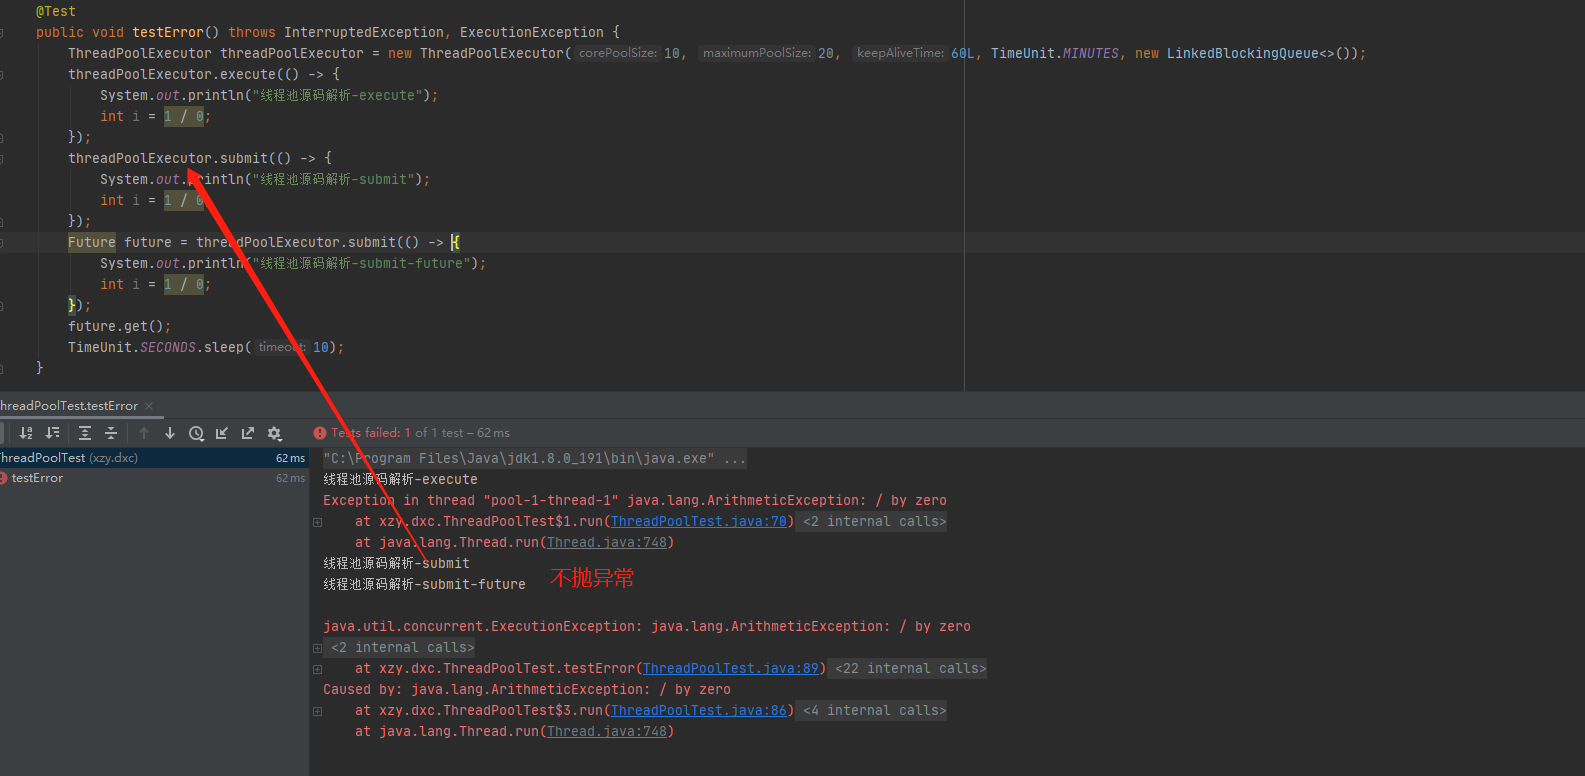 @Test
public void testError() throws InterruptedException, ExecutionException {
ThreadPoolExecutor threadPoolExecutor = new ThreadPoolExecutor( corePoolSize: 10, maximumPoolSize: 20, keepAliveTime: 60L, TimeUnit.MINUTES, new LinkedBlockingQueue<>());
threadPoolExecutor.execute(() -> {
System.out.println("线程池源码解析-execute");
int i = 1 / 0;
});
threadPoolExecutor.submit(() -> {
System.out.println("线程池源码解析-submit");
int i = 1 / 0
});
Future future = threadPoolExecutor.submit(() -> {
System.out.println("线程池源码解析-submit-future");
int i = 1 / 0;
});
future.get();
TimeUnit.SECONDS.sleep( timeout: 10);
}
hreadPoolTest.testError ×
Tests failed: 1 of 1 test – 62 ms
ThreadPoolTest (xzy.dxc) 62 ms
testError 62 ms
"C:\Program Files\Java\jdk1.8.0_191\bin\java.exe" ...
线程池源码解析-execute
Exception in thread "pool-1-thread-1" java.lang.ArithmeticException: / by zero
at xzy.dxc.ThreadPoolTest$1.run(ThreadPoolTest.java:70) <2 internal calls>
at java.lang.Thread.run(Thread.java:748)
线程池源码解析-submit
线程池源码解析-submit-future
不抛异常
java.util.concurrent.ExecutionException: java.lang.ArithmeticException: / by zero
<2 internal calls>
at xzy.dxc.ThreadPoolTest.testError(ThreadPoolTest.java:89) <22 internal calls>
Caused by: java.lang.ArithmeticException: / by zero
at xzy.dxc.ThreadPoolTest$3.run(ThreadPoolTest.java:86) <4 internal calls>
at java.lang.Thread.run(Thread.java:748)